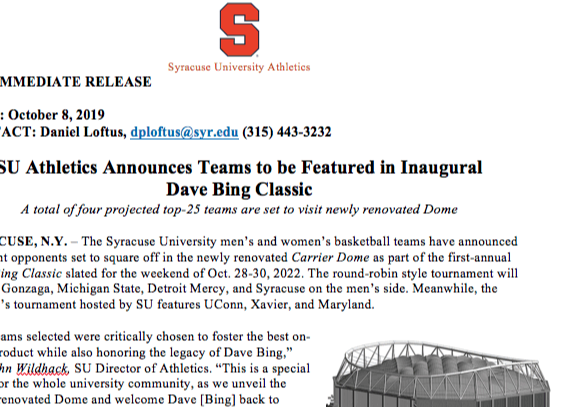 S
Syracuse University Athletics
MMEDIATE RELEASE
: October 8, 2019
ACT: Daniel Loftus, dploftus@syr.edu (315) 443-3232
SU Athletics Announces Teams to be Featured in Inaugural
Dave Bing Classic
A total of four projected top-25 teams are set to visit newly renovated Dome
CUSE, N.Y. – The Syracuse University men’s and women’s basketball teams have announced
nt opponents set to square off in the newly renovated Carrier Dome as part of the first-annual
ing Classic slated for the weekend of Oct. 28-30, 2022. The round-robin style tournament will
Gonzaga, Michigan State, Detroit Mercy, and Syracuse on the men’s side. Meanwhile, the
’s tournament hosted by SU features UConn, Xavier, and Maryland.
ams selected were critically chosen to foster the best on-
roduct while also honoring the legacy of Dave Bing,”
hn Wildhack, SU Director of Athletics. “This is a special
or the whole university community, as we unveil the
enovated Dome and welcome Dave [Bing] back to